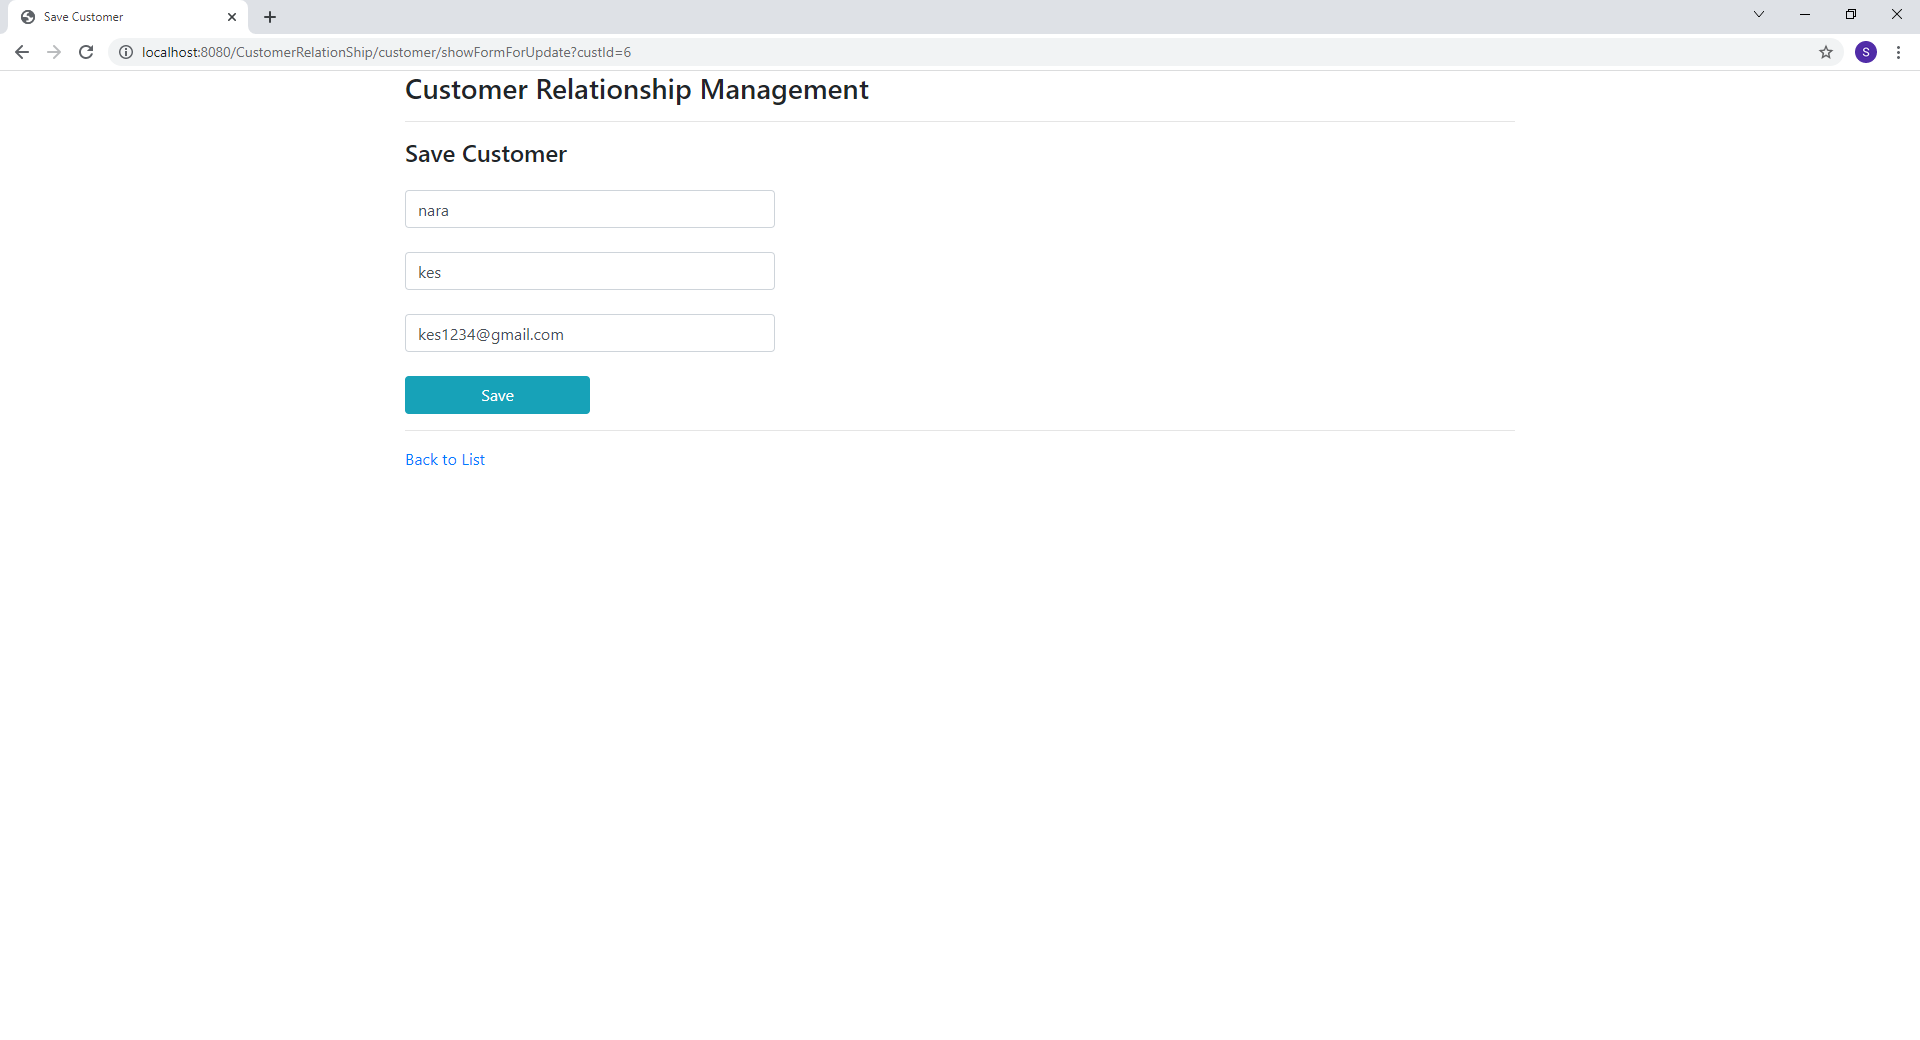 Save Customer
localhost:8080/CustomerRelationShip/customer/showFormForUpdate?custId=6
S
Customer Relationship Management
Save Customer
nara
kes
kes1234@gmail.com
Save
Back to List